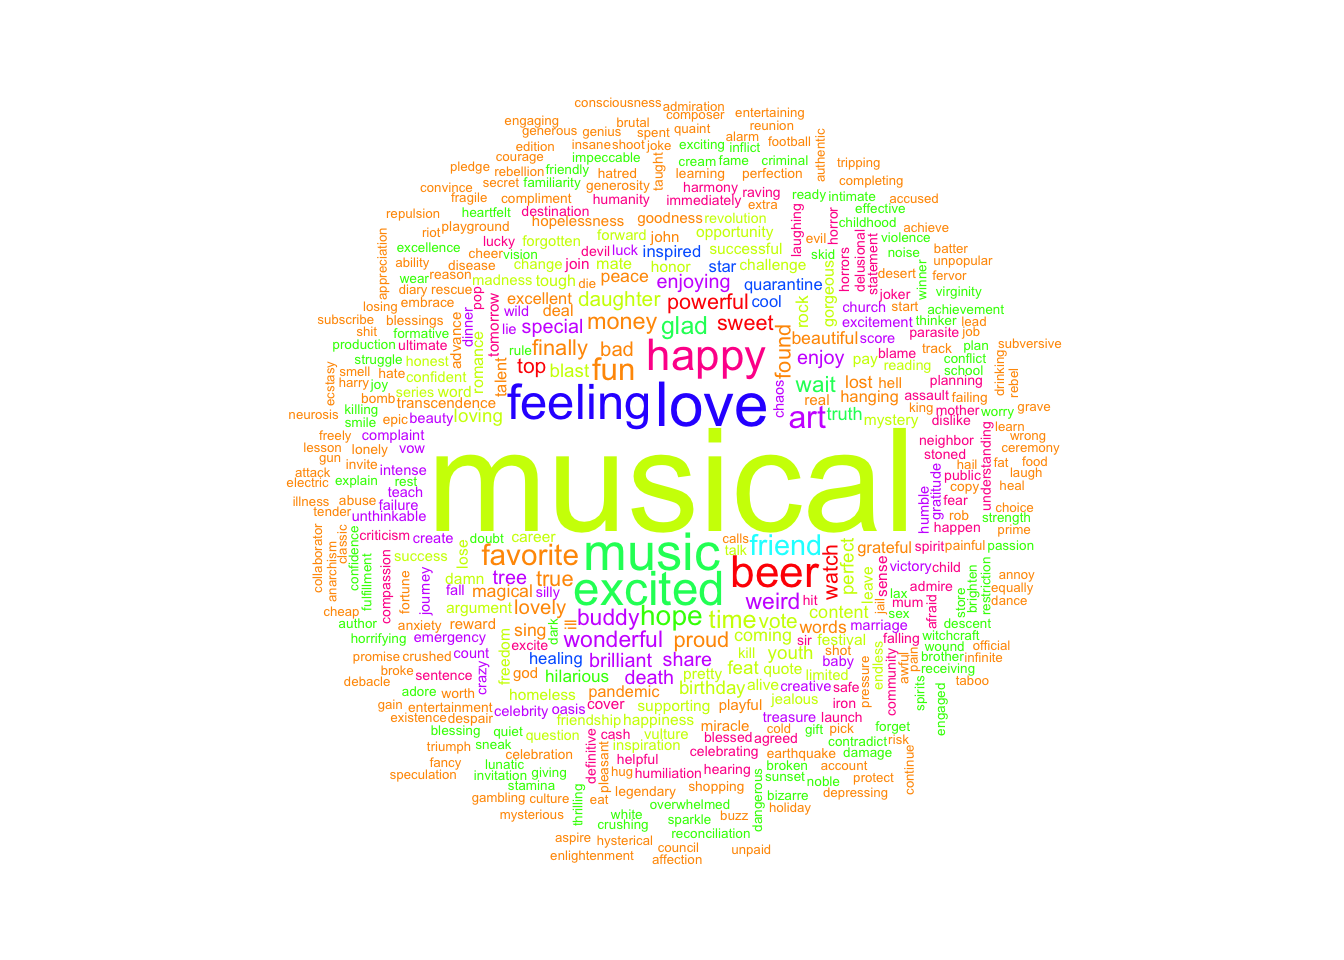 consciousness admiration
composer entertaining
engaging brutal reunion
generous genius spent quaint alarm football authentic
edition insane shoot joke exciting inflict
courage impeccable taught cream fame criminal tripping
pledge rebellion friendly hatred learning perfection
convince secret familiarity generosity harmony raving completing
fragile compliment humanity immediately ready intimate accused
repulsion heartfelt destination extra effective
playground hopelessness goodness revolution laughing horror childhood achieve
riot lucky forgotten forward john opportunity evil violence batter
appreciation excellence cheer vision devil luck inspired successful skid horrors delusional statement noise unpopular
ability disease change join mate honor star challenge gorgeous desert fervor
wear reason madness tough die peace enjoying quarantine winner virginity
diary rescue pop excellent daughter powerful cool rock joker
losing embrace tomorrow wild deal church start achievement
subscribe blessings dinner lie special money glad sweet excitement thinker lead
shit formative advance found parasite job
production ultimate rule finally bad happy beautiful score track plan subversive
struggle honest romance talent top blast fun enjoy blame conflict
smell hate confident pay reading school
ecstasy harry joy series word feeling love chaos wait lost hell planning drinking rebel
bomb transcendence real hanging assault failing
neurosis killing epic beauty loving art truth mystery king mother worry grave
smile dislike learn
freely complaint musical neighbor understanding wrong
lesson lonely vow stoned ceremony
gun invite intense hail fat food
attack public laugh
electric explain rest teach humble gratitude copy heal
illness abuse failure fear choice
tender unthinkable rob strength
collaborator classic criticism create doubt career calls happen prime
anarchism confidence lose favorite music talk friend watch perfect grateful spirit painful passion
fulfillment compassion success damn tree true excited beer sense victory child annoy
fortune journey fall magical silly weird hit leave jail lax admire afraid store brighten restriction equally
cheap argument lovely buddy hope time vote content mum dance
author reward dark ill words sex descent
horrifying anxiety emergency sing wonderful proud coming sir festival marriage falling witchcraft official
promise crushed count excite kill youth shot wound
debacle broke crazy freedom healing brilliant share feat quote baby endless community awful pain brother infinite
sentence god hilarious death pretty limited pressure receiving taboo
adore worth homeless pandemic birthday alive creative safe spirits engaged
gain entertainment celebrity oasis cover supporting playful jealous iron
existence despair friendship happiness miracle treasure launch
blessing quiet question cash vulture cold gift pick forget
triumph sneak definitive inspiration blessed agreed contradict risk
fancy celebration helpful celebrating earthquake damage continue
speculation lunatic pleasant hug humiliation hearing broken account
invitation giving sunset noble protect
stamina legendary shopping depressing
gambling culture eat dangerous bizarre
mysterious thrilling white overwhelmed buzz holiday
crushing sparkle
aspire reconciliation
hysterical council unpaid
enlightenment affection